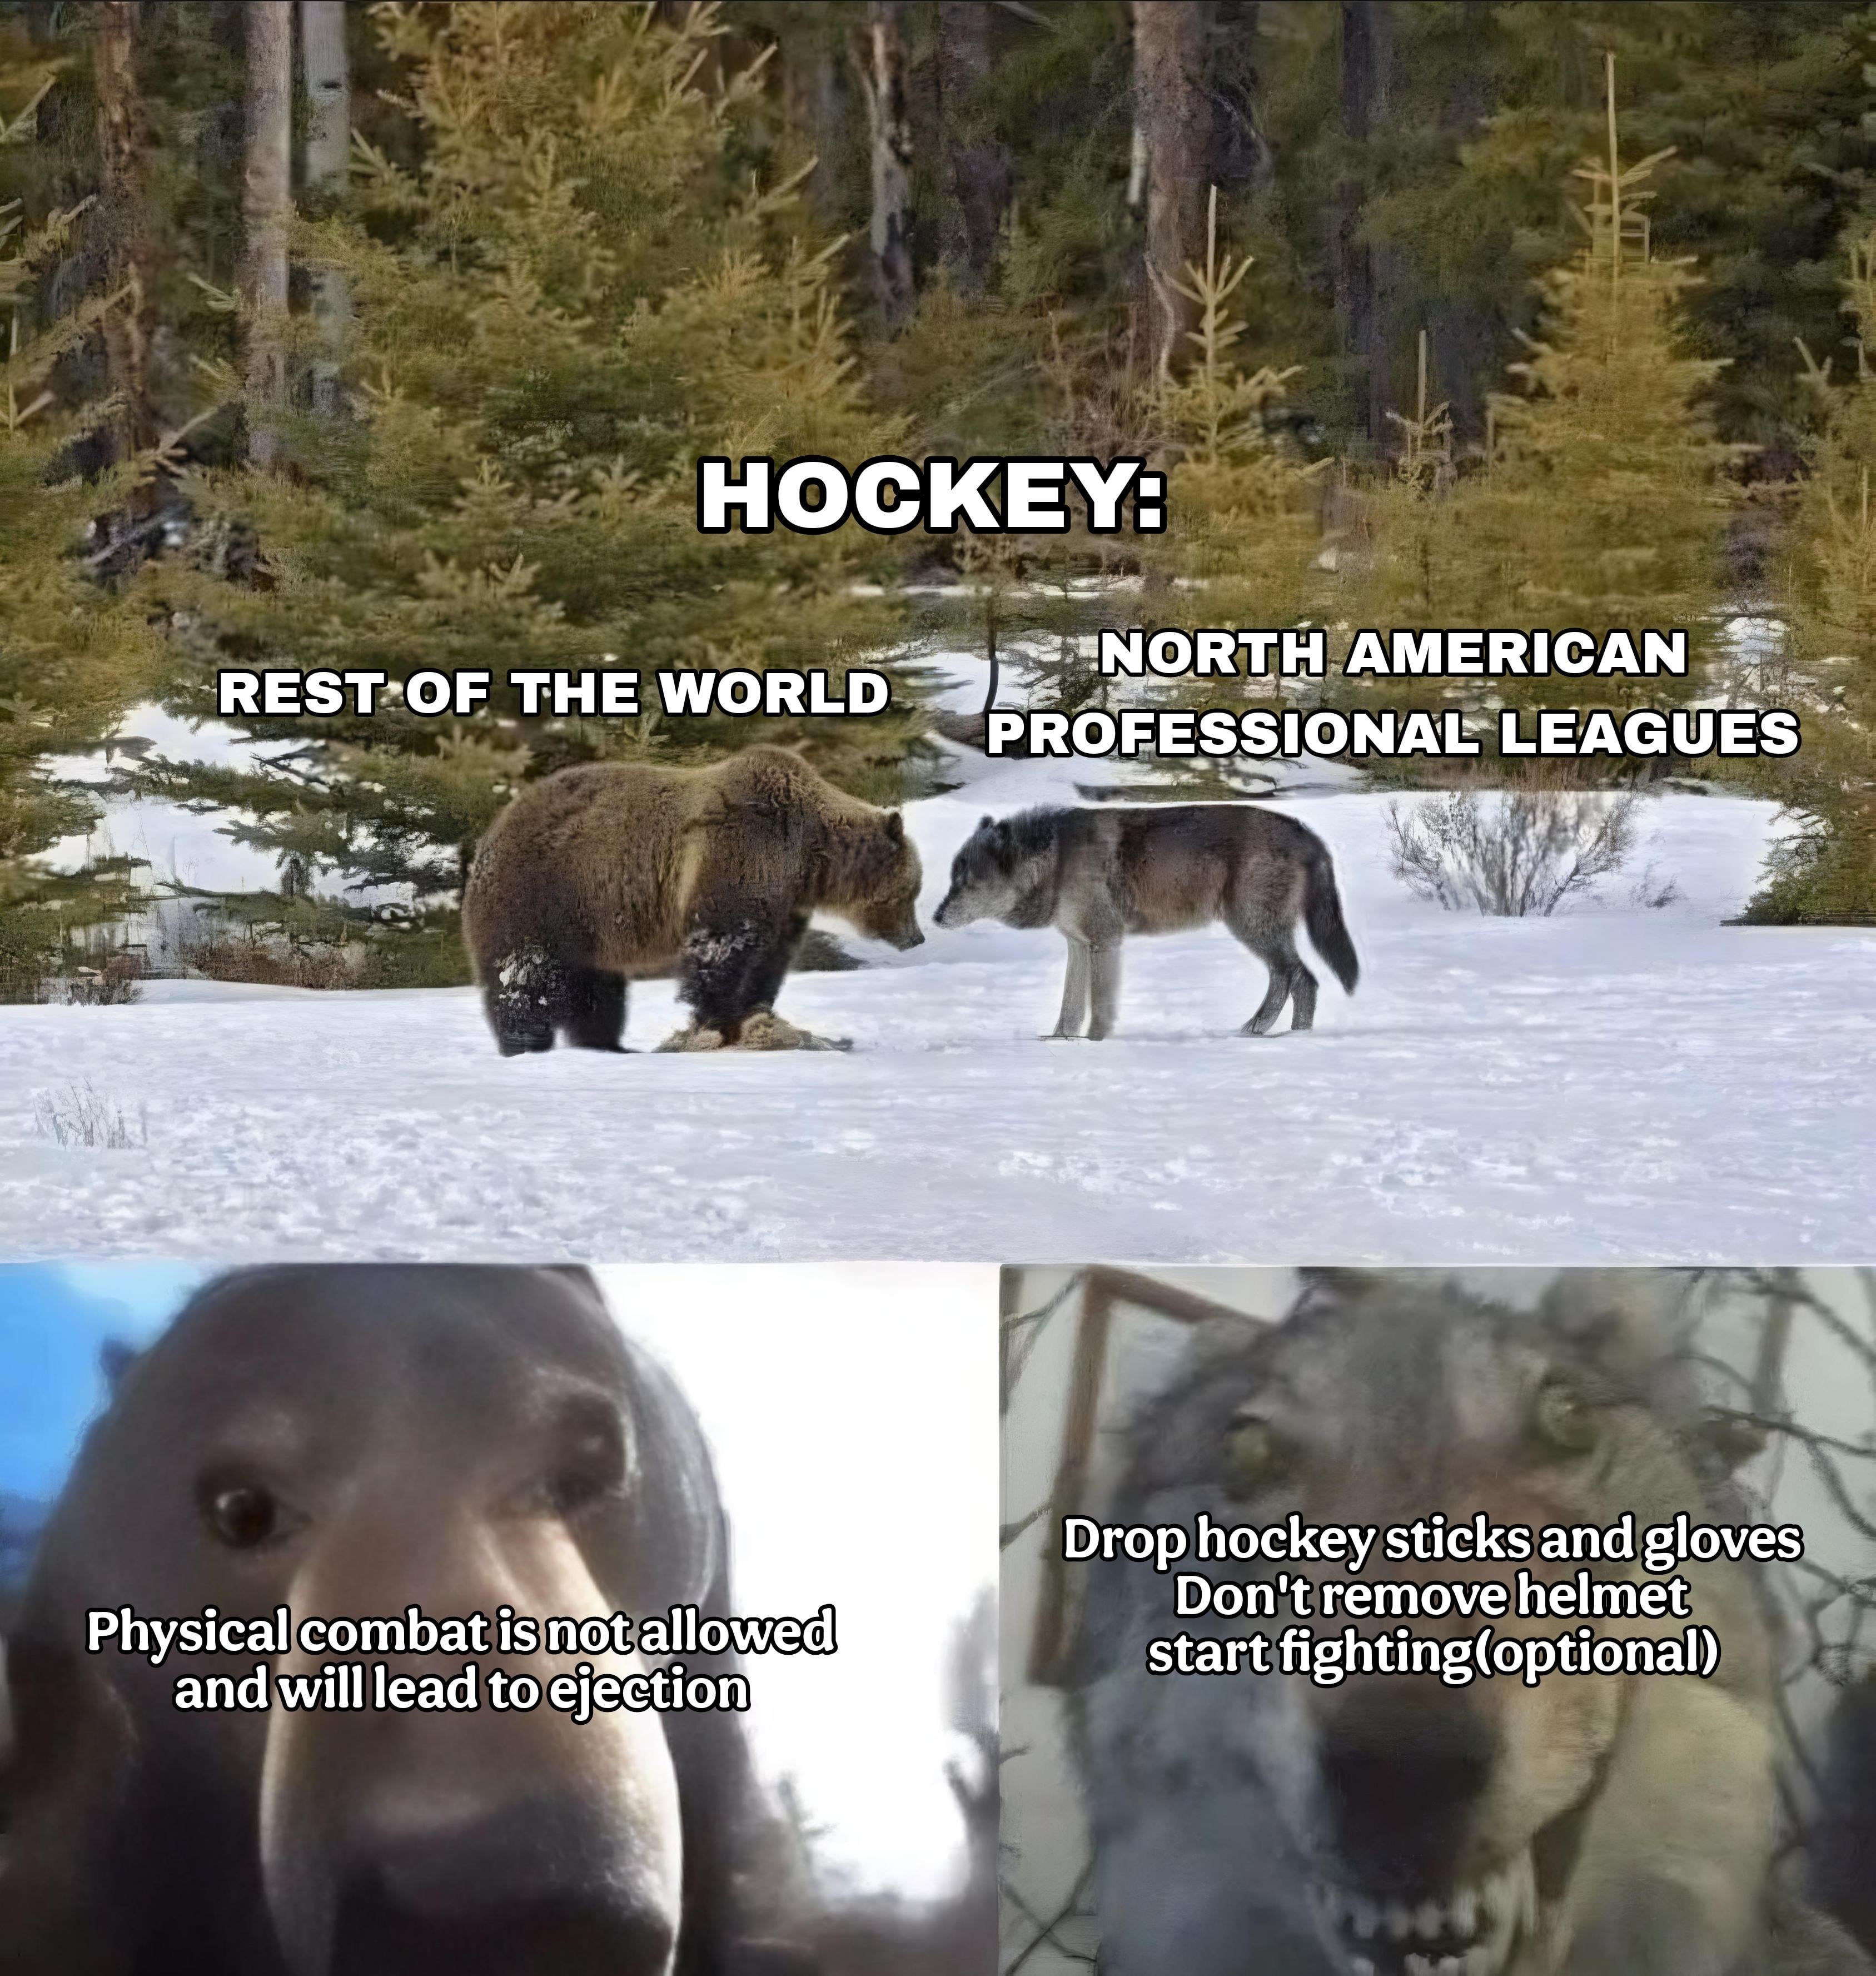 HOCKEY:
REST OF THE WORLD
NORTH AMERICAN
PROFESSIONAL LEAGUES
Physical combat is not allowed
and will lead to ejection
Drop hockey sticks and gloves
Don't remove helmet
start fighting(optional)